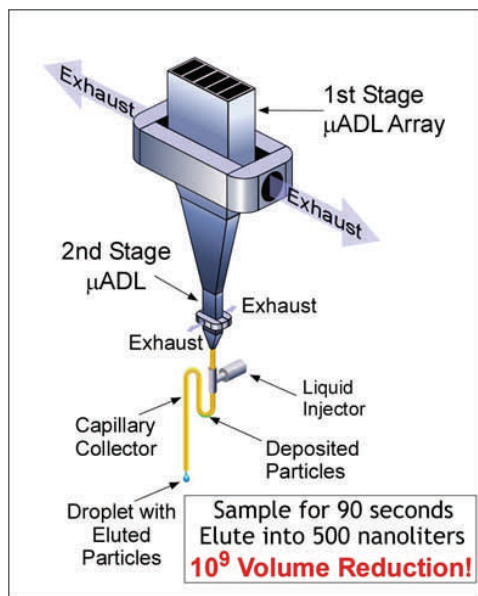 Exhaust
1st Stage
μADL Array
Exhaust
2nd Stage
μADL
Exhaust
Exhaust
Liquid
Injector
Capillary
Collector
Deposited
Particles
Droplet with
Eluted
Particles
Sample for 90 seconds
Elute into 500 nanoliters
10⁹ Volume Reduction!